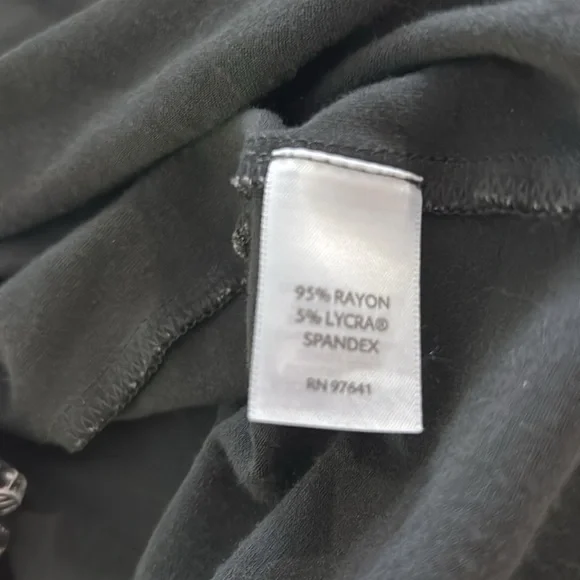 95% RAYON
5% LYCRA®
SPANDEX
RN 97641